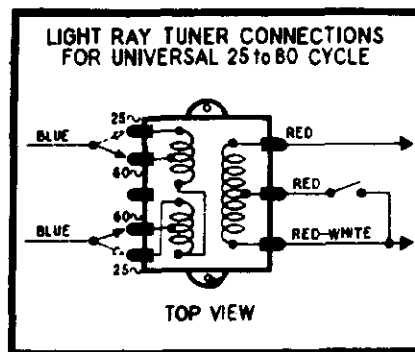 LIGHT RAY TUNER CONNECTIONS
FOR UNIVERSAL 25 to 80 CYCLE
25
BLUE
RED
60
RED
60
BLUE
RED-WHITE
25
TOP VIEW